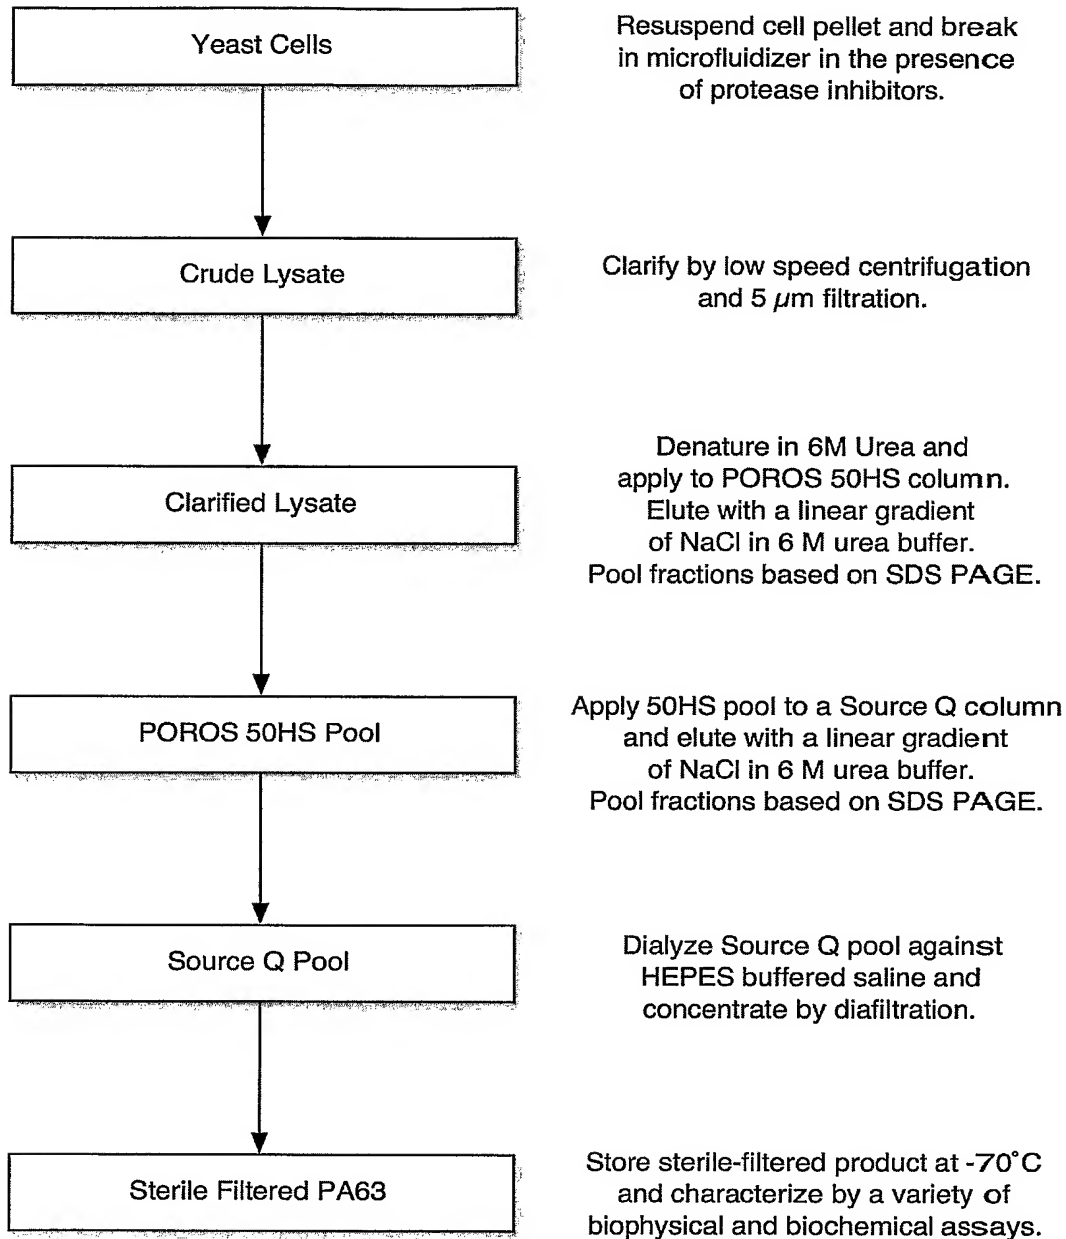 Yeast Cells
Resuspend cell pellet and break
in microfluidizer in the presence
of protease inhibitors.
Crude Lysate
Clarify by low speed centrifugation
and 5 µm filtration.
Clarified Lysate
Denature in 6M Urea and
apply to POROS 50HS column.
Elute with a linear gradient
of NaCl in 6 M urea buffer.
Pool fractions based on SDS PAGE.
POROS 50HS Pool
Apply 50HS pool to a Source Q column
and elute with a linear gradient
of NaCl in 6 M urea buffer.
Pool fractions based on SDS PAGE.
Source Q Pool
Dialyze Source Q pool against
HEPES buffered saline and
concentrate by diafiltration.
Sterile Filtered PA63
Store sterile-filtered product at -70°C
and characterize by a variety of
biophysical and biochemical assays.